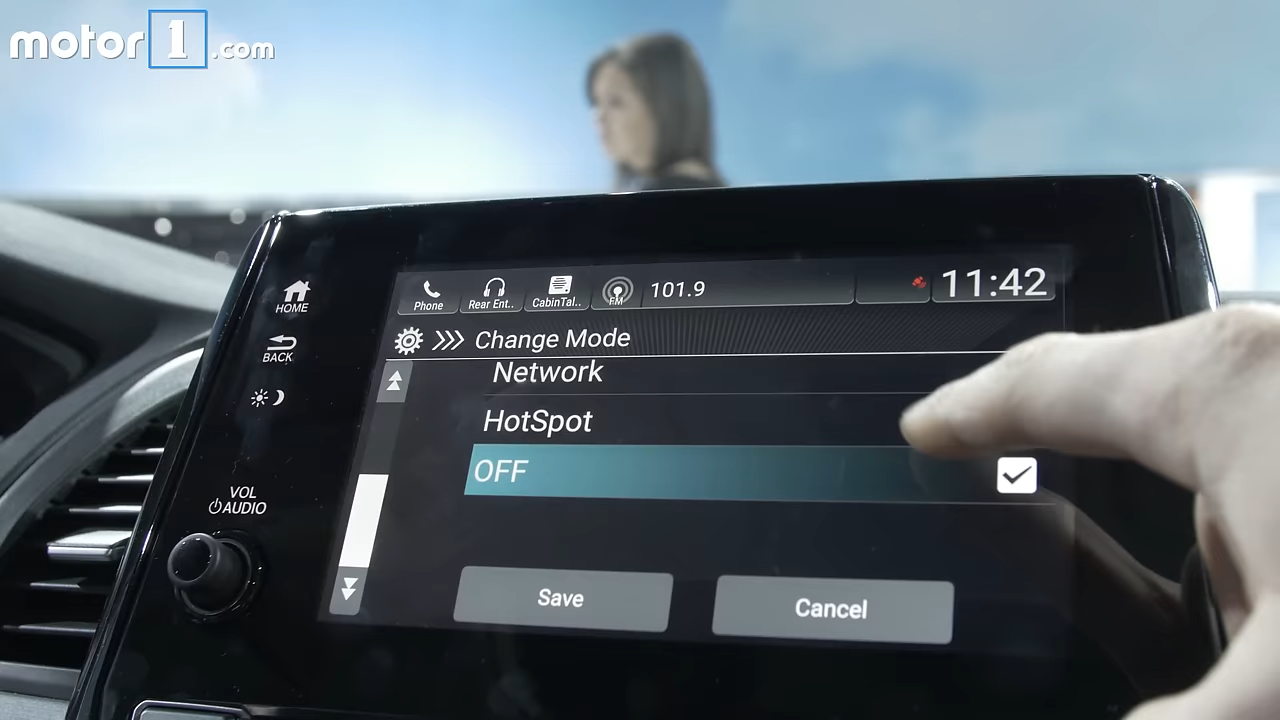 motor1.com
Phone
Rear Ent..
CabinTal..
FM
101.9
11:42
HOME
Change Mode
BACK
Network
HotSpot
OFF
VOL
AUDIO
Save
Cancel